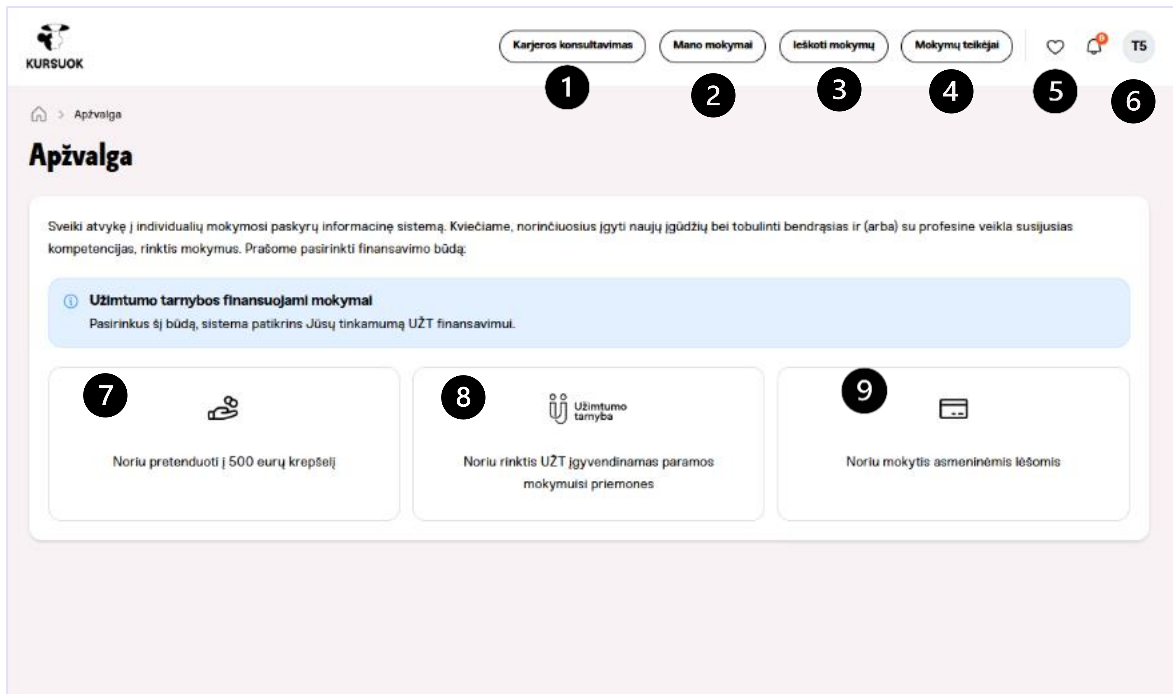 KURSUOK
Karjeros konsultavimas
Mano mokymai
Ieškoti mokymų
Mokymų teikėjai
T5
1
2
3
4
5
6
Apžvalga
Apžvalga
Sveiki atvykę į individualių mokymosi paskyrų informacinę sistemą. Kviečiame, norinčiuosius įgyti naujų įgūdžių bei tobulinti bendrąsias ir (arba) su profesine veikla susijusias
kompetencijas, rinktis mokymus. Prašome pasirinkti finansavimo būdą:
Užimtumo tarnybos finansuojami mokymai
Pasirinkus šį būdą, sistema patikrins Jūsų tinkamumą UŽT finansavimui.
7
Noriu pretenduoti į 500 eurų krepšelį
8
Užimtumo
tarnyba
Noriu rinktis UŽT įgyvendinamas paramos
mokymuisi priemones
9
Noriu mokytis asmeninėmis lėšomis